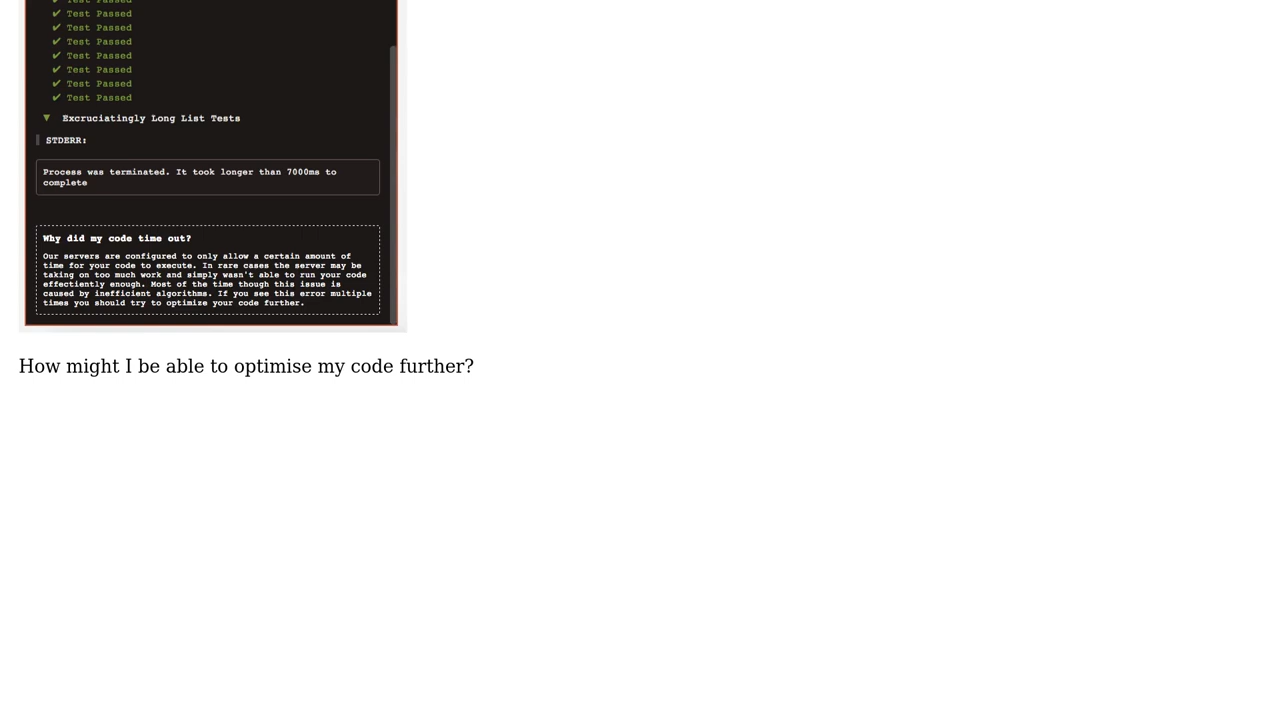 ✔ Test Passed
✔ Test Passed
✔ Test Passed
✔ Test Passed
✔ Test Passed
✔ Test Passed
✔ Test Passed
✔ Test Passed
▼ Excruciatingly Long List Tests
STDERR:
Process was terminated. It took longer than 7000ms to
complete
Why did my code time out?
Our servers are configured to only allow a certain amount of
time for your code to execute. In rare cases the server may be
taking on too much work and simply wasn't able to run your code
effectiently enough. Most of the time though this issue is
caused by inefficient algorithms. If you see this error multiple
times you should try to optimize your code further.
How might I be able to optimise my code further?